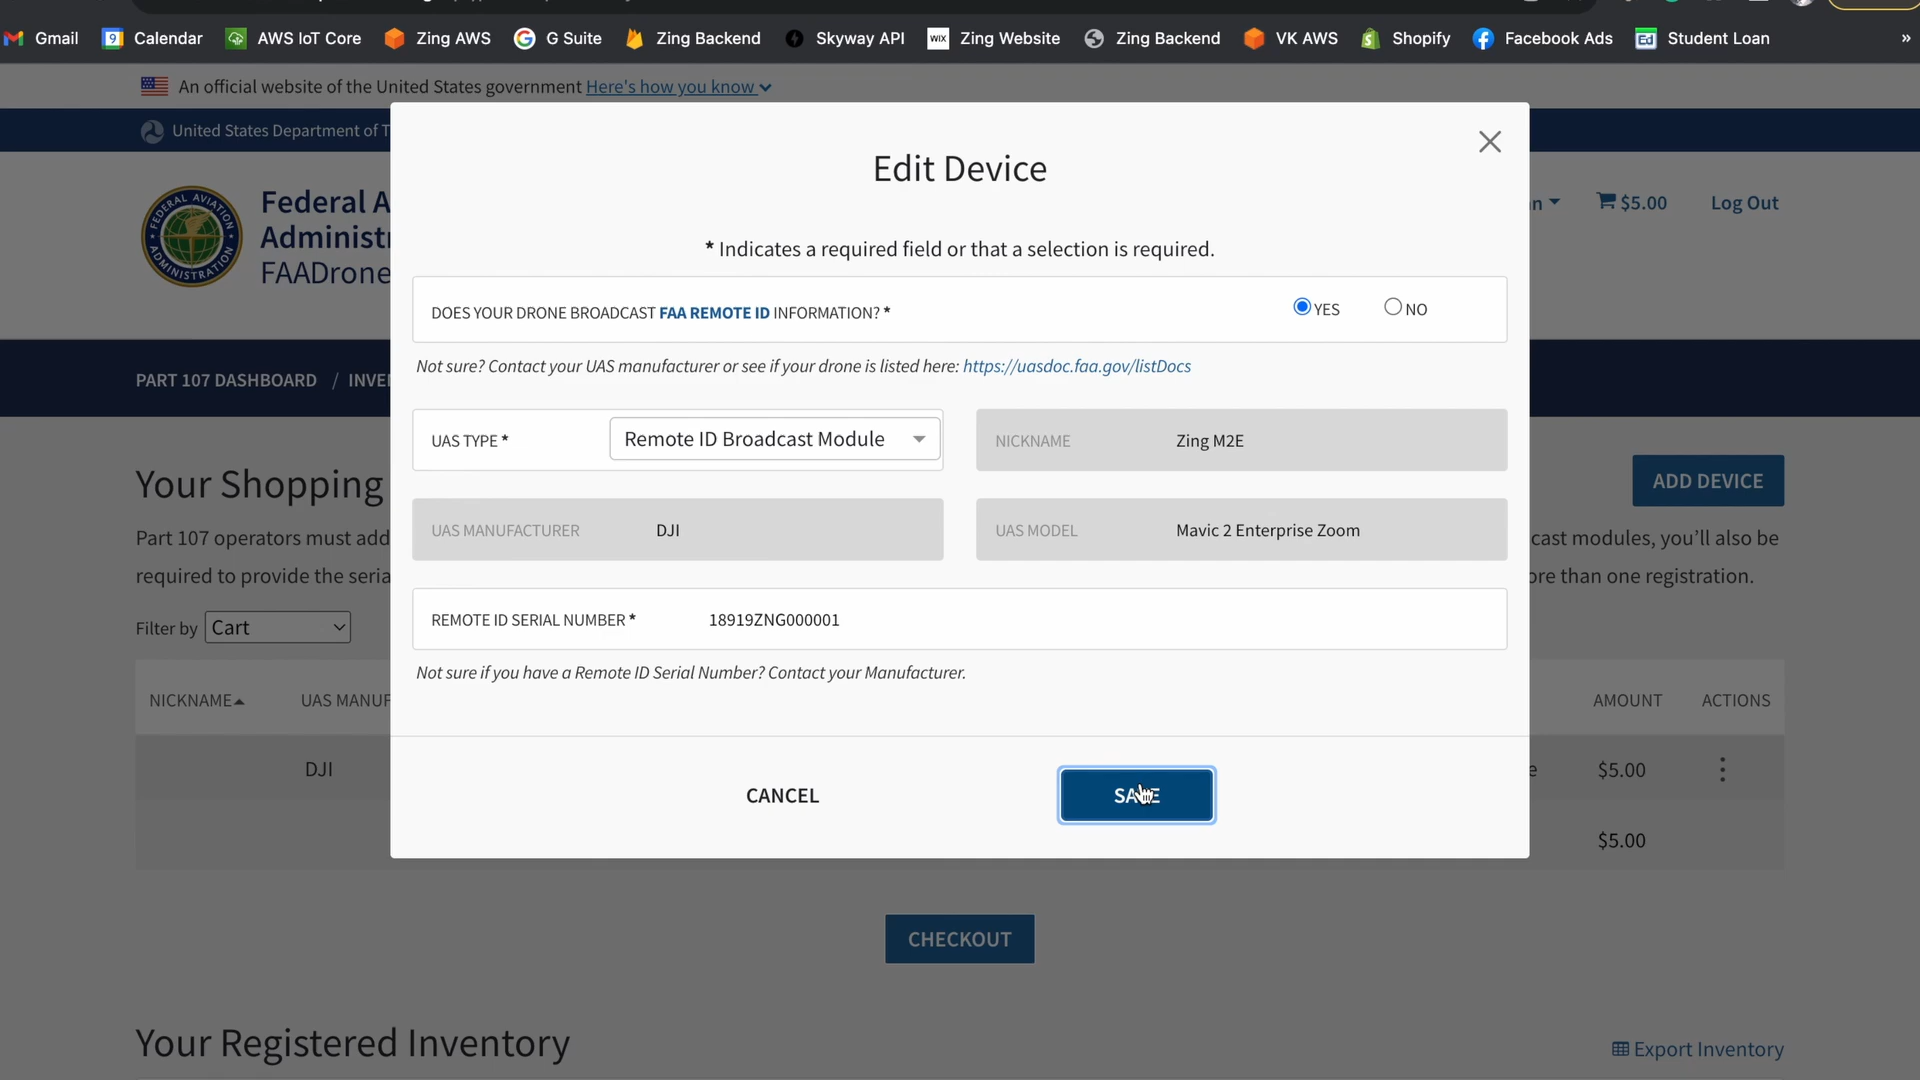 Gmail Calendar AWS IoT Core Zing AWS G Suite Zing Backend Skyway API WIX Zing Website Zing Backend VK AWS Shopify Facebook Ads Ed Student Loan »
An official website of the United States government Here's how you know
United States Department of T
Federal A
Administr
FAADrone
n $5.00 Log Out
PART 107 DASHBOARD / INVE
Edit Device
* Indicates a required field or that a selection is required.
DOES YOUR DRONE BROADCAST FAA REMOTE ID INFORMATION? * YES NO
Not sure? Contact your UAS manufacturer or see if your drone is listed here: https://uasdoc.faa.gov/listDocs
UAS TYPE * Remote ID Broadcast Module NICKNAME Zing M2E
UAS MANUFACTURER DJI UAS MODEL Mavic 2 Enterprise Zoom
REMOTE ID SERIAL NUMBER * 18919ZNG000001
Not sure if you have a Remote ID Serial Number? Contact your Manufacturer.
CANCEL SAVE
Your Shopping ADD DEVICE
Part 107 operators must add cast modules, you’ll also be
required to provide the seria ore than one registration.
Filter by Cart
NICKNAME UAS MANUF AMOUNT ACTIONS
DJI e $5.00
$5.00
CHECKOUT
Your Registered Inventory Export Inventory